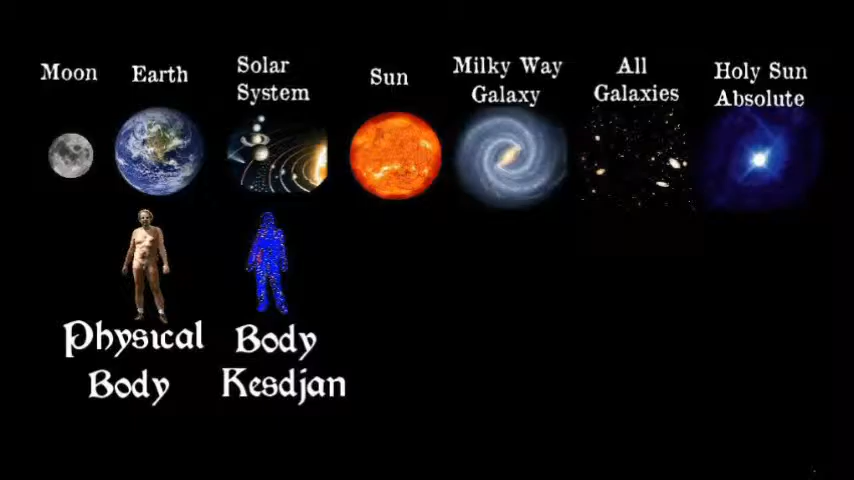 Moon
Earth
Solar
System
Sun
Milky Way
Galaxy
All
Galaxies
Holy Sun
Absolute
Physical
Body
Body
Kesdjan